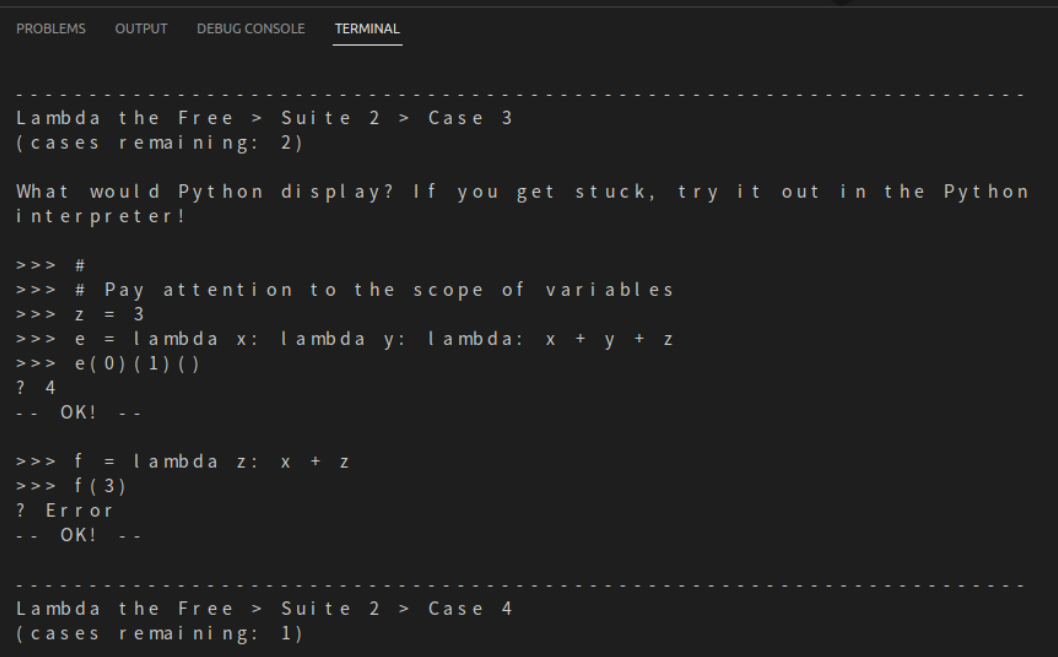 PROBLEMS OUTPUT DEBUG CONSOLE TERMINAL
---------------------------------------------------------------------
Lambda the Free > Suite 2 > Case 3
(cases remaining: 2)
What would Python display? If you get stuck, try it out in the Python
interpreter!
>>> #
>>> # Pay attention to the scope of variables
>>> z = 3
>>> e = lambda x: lambda y: lambda: x + y + z
>>> e(0)(1)()
? 4
-- OK! --
>>> f = lambda z: x + z
>>> f(3)
? Error
-- OK! --
---------------------------------------------------------------------
Lambda the Free > Suite 2 > Case 4
(cases remaining: 1)